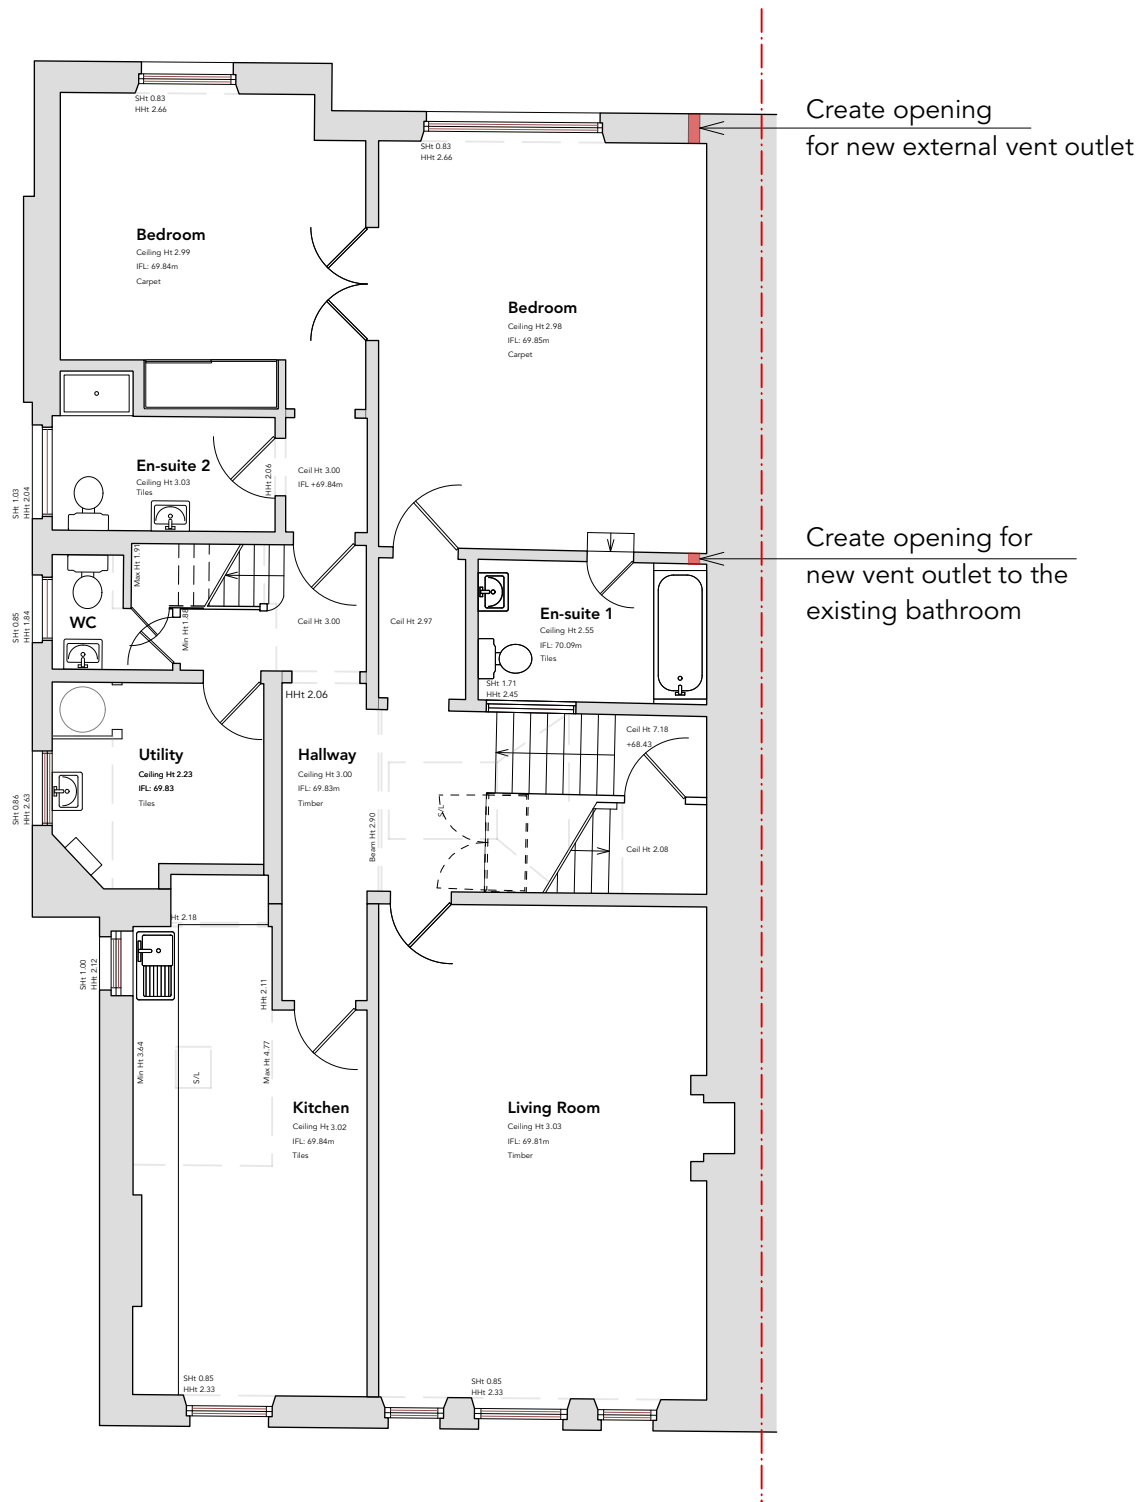 Create opening
for new external vent outlet
SHt 0.83
HHt 2.66
SHt 0.83
HHt 2.66
Bedroom
Ceiling Ht 2.99
IFL: 69.84m
Carpet
Bedroom
Ceiling Ht 2.98
IFL: 69.85m
Carpet
En-suite 2
Ceiling Ht 3.03
Tiles
HHt 2.06
Ceil Ht 3.00
IFL +69.84m
SHt 1.03
HHt 2.04
Create opening for
new vent outlet to the
existing bathroom
Max Ht 1.91
SHt 0.85
HHt 1.84
WC
Min Ht 1.88
Ceil Ht 3.00
Ceil Ht 2.97
En-suite 1
Ceiling Ht 2.55
IFL: 70.09m
Tiles
SHt 1.71
HHt 2.45
HHt 2.06
Utility
Ceiling Ht 2.23
IFL: 69.83
Tiles
SHt 0.86
HHt 2.63
Hallway
Ceiling Ht 3.00
IFL: 69.83m
Timber
Beam Ht 2.90
S/L
Ceil Ht 7.18
+68.43
Ceil Ht 2.08
Ht 2.18
SHt 1.00
HHt 2.12
HHt 2.11
Min Ht 3.64
S/L
Max Ht 4.77
Kitchen
Ceiling Ht 3.02
IFL: 69.84m
Tiles
Living Room
Ceiling Ht 3.03
IFL: 69.81m
Timber
SHt 0.85
HHt 2.33
SHt 0.85
HHt 2.33